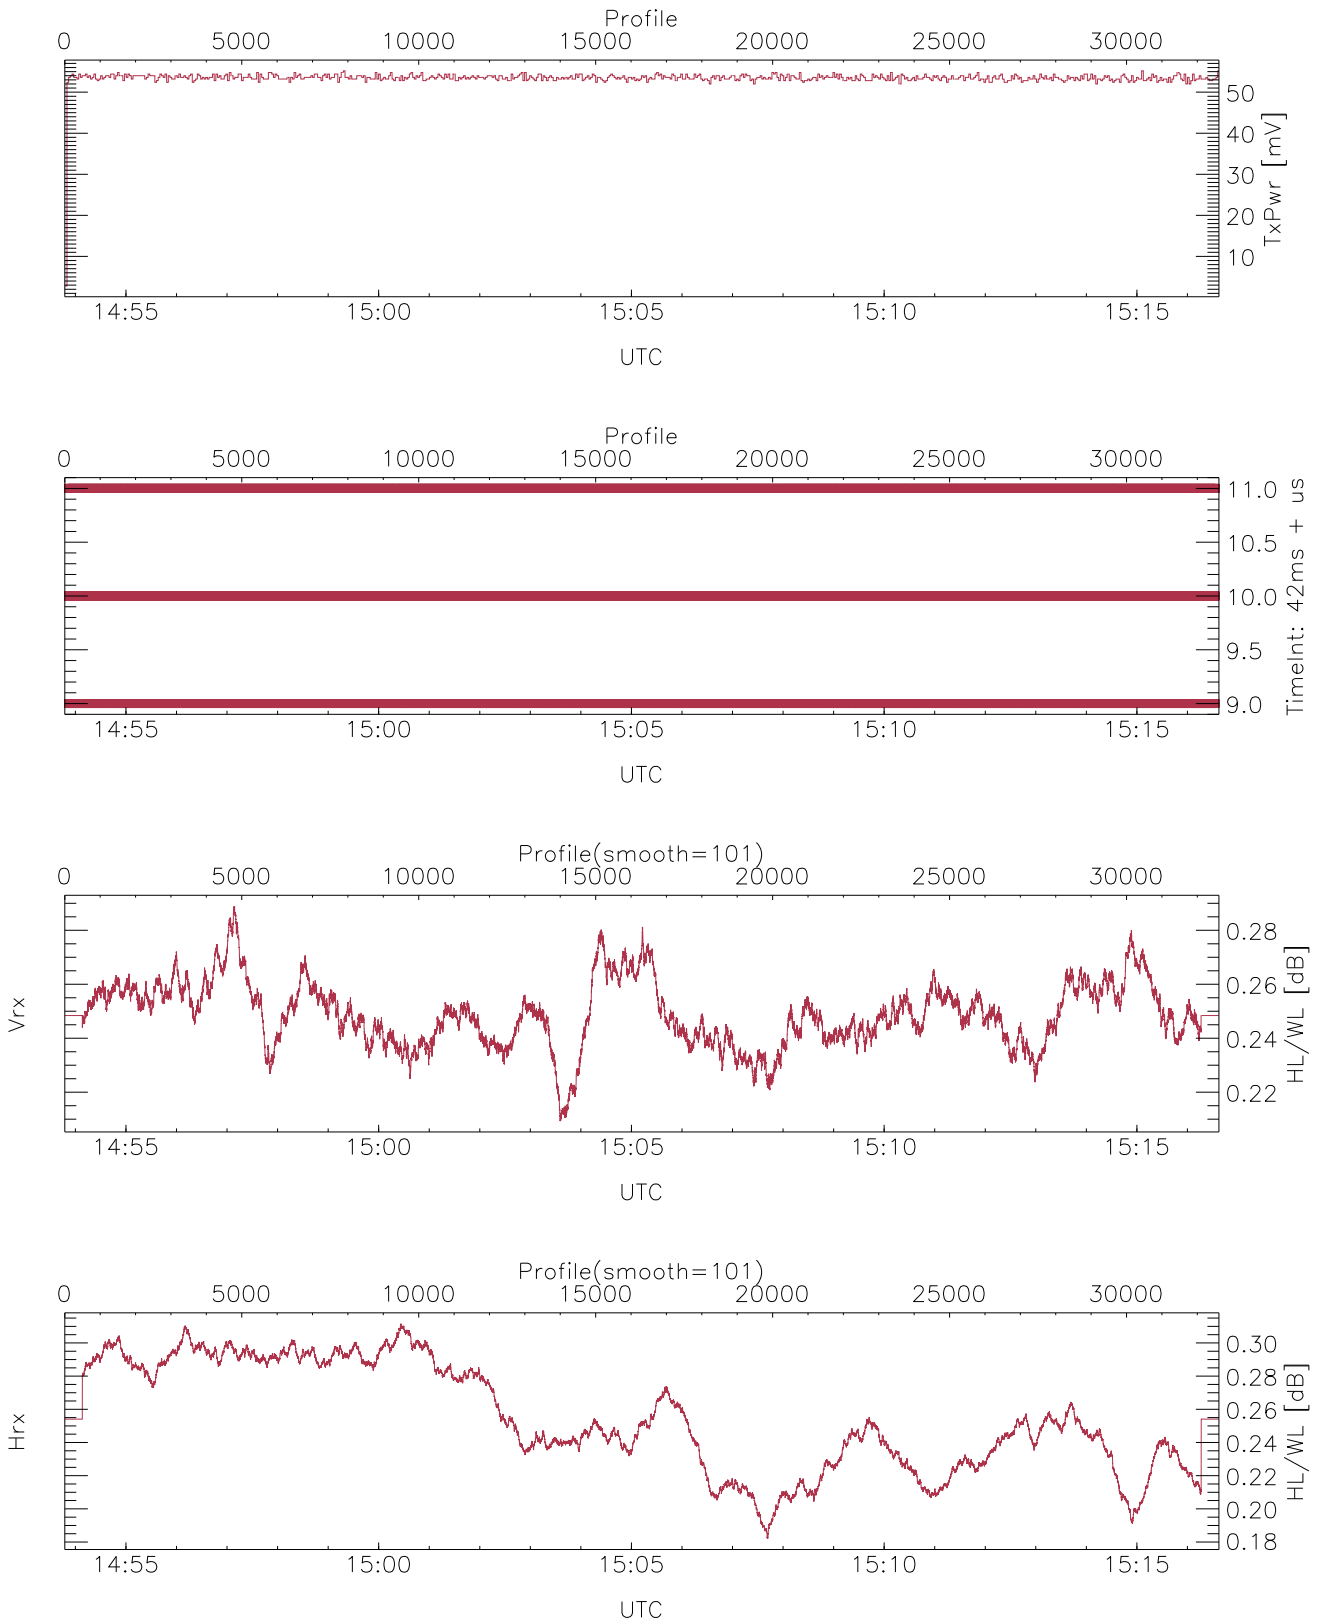 Profile
0 5000 10000 15000 20000 25000 30000
50
40
30
20
10
TxPwr [mV]
14:55 15:00 15:05 15:10 15:15
UTC
Profile
0 5000 10000 15000 20000 25000 30000
11.0
10.5
10.0
9.5
9.0
TimeInt: 42ms + us
14:55 15:00 15:05 15:10 15:15
UTC
Profile(smooth=101)
0 5000 10000 15000 20000 25000 30000
Vrx
0.28
0.26
0.24
0.22
HL/WL [dB]
14:55 15:00 15:05 15:10 15:15
UTC
Profile(smooth=101)
0 5000 10000 15000 20000 25000 30000
Hrx
0.30
0.28
0.26
0.24
0.22
0.20
0.18
HL/WL [dB]
14:55 15:00 15:05 15:10 15:15
UTC